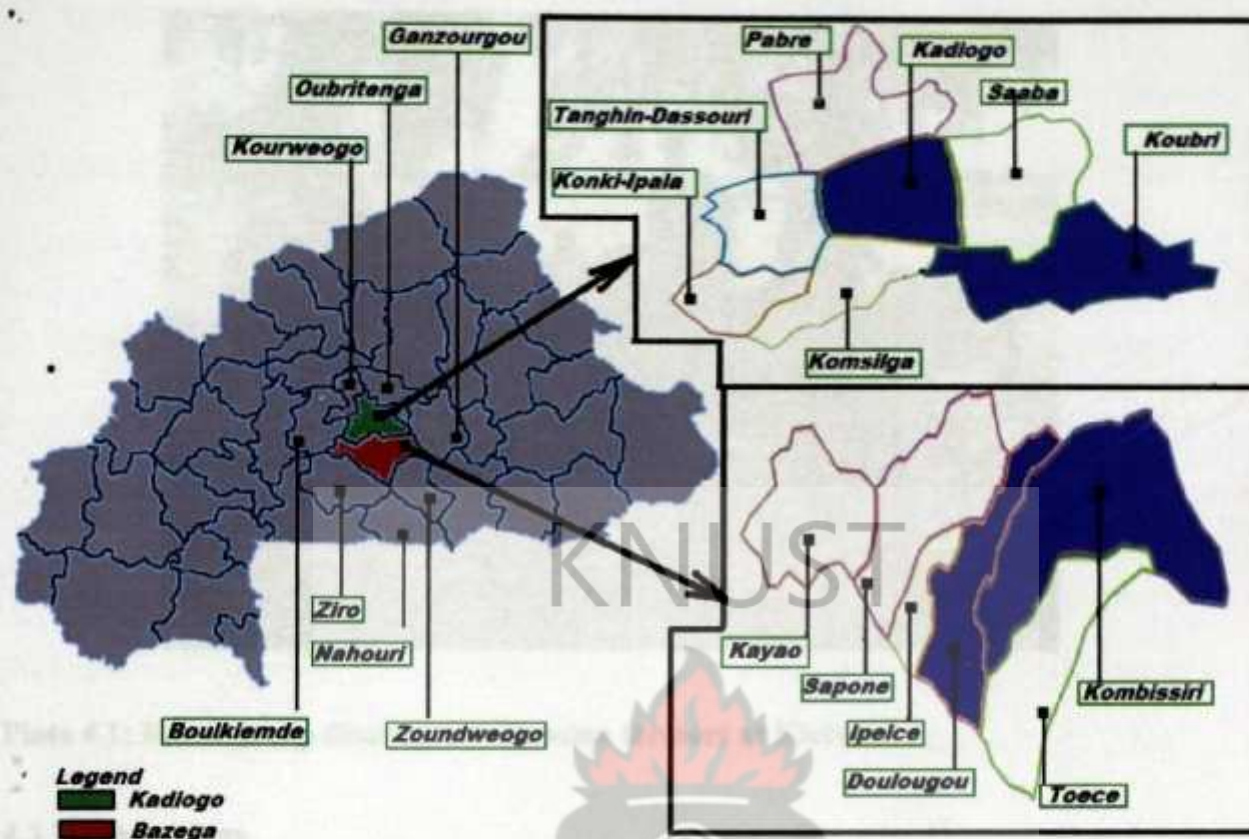 Ganzourgou
Oubritenga
Kourweogo
Pabre
Kadiogo
Saaba
Tanghin-Dassouri
Koubri
Konki-Ipala
Komsilga
KNUST
Ziro
Nahouri
Boulkiemde
Zoundweogo
Kayao
Sapone
Ipelce
Doulougou
Kombissiri
Toece
Legend
Kadiogo
Bazega